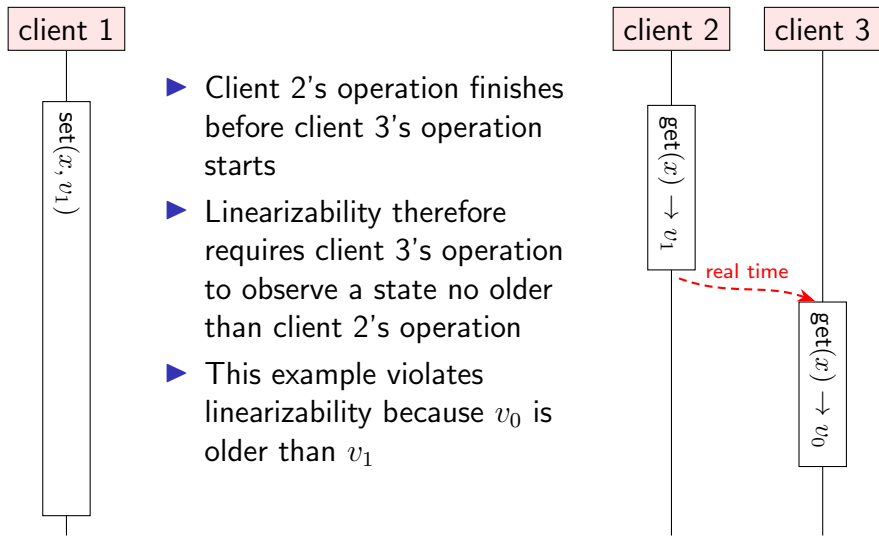 client 1
client 2
client 3
set(x, v₁)
▶ Client 2's operation finishes
before client 3's operation
starts
▶ Linearizability therefore
requires client 3's operation
to observe a state no older
than client 2's operation
▶ This example violates
linearizability because v₀ is
older than v₁
get(x) → v₁
real time
get(x) → v₀